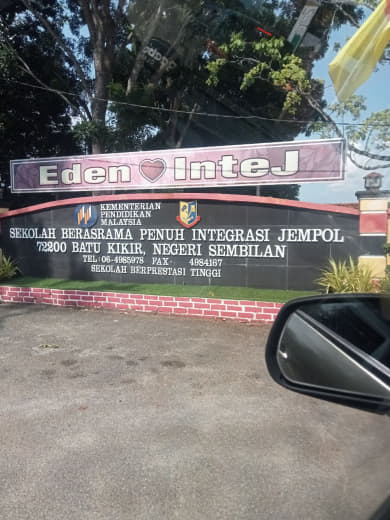 Eden ❤ InteJ
KEMENTERIAN
PENDIDIKAN
MALAYSIA
SEKOLAH BERASRAMA PENUH INTEGRASI JEMPOL
72200 BATU KIKIR, NEGERI SEMBILAN
TEL: 06-4985978 FAX 4984167
SEKOLAH BERPRESTASI TINGGI